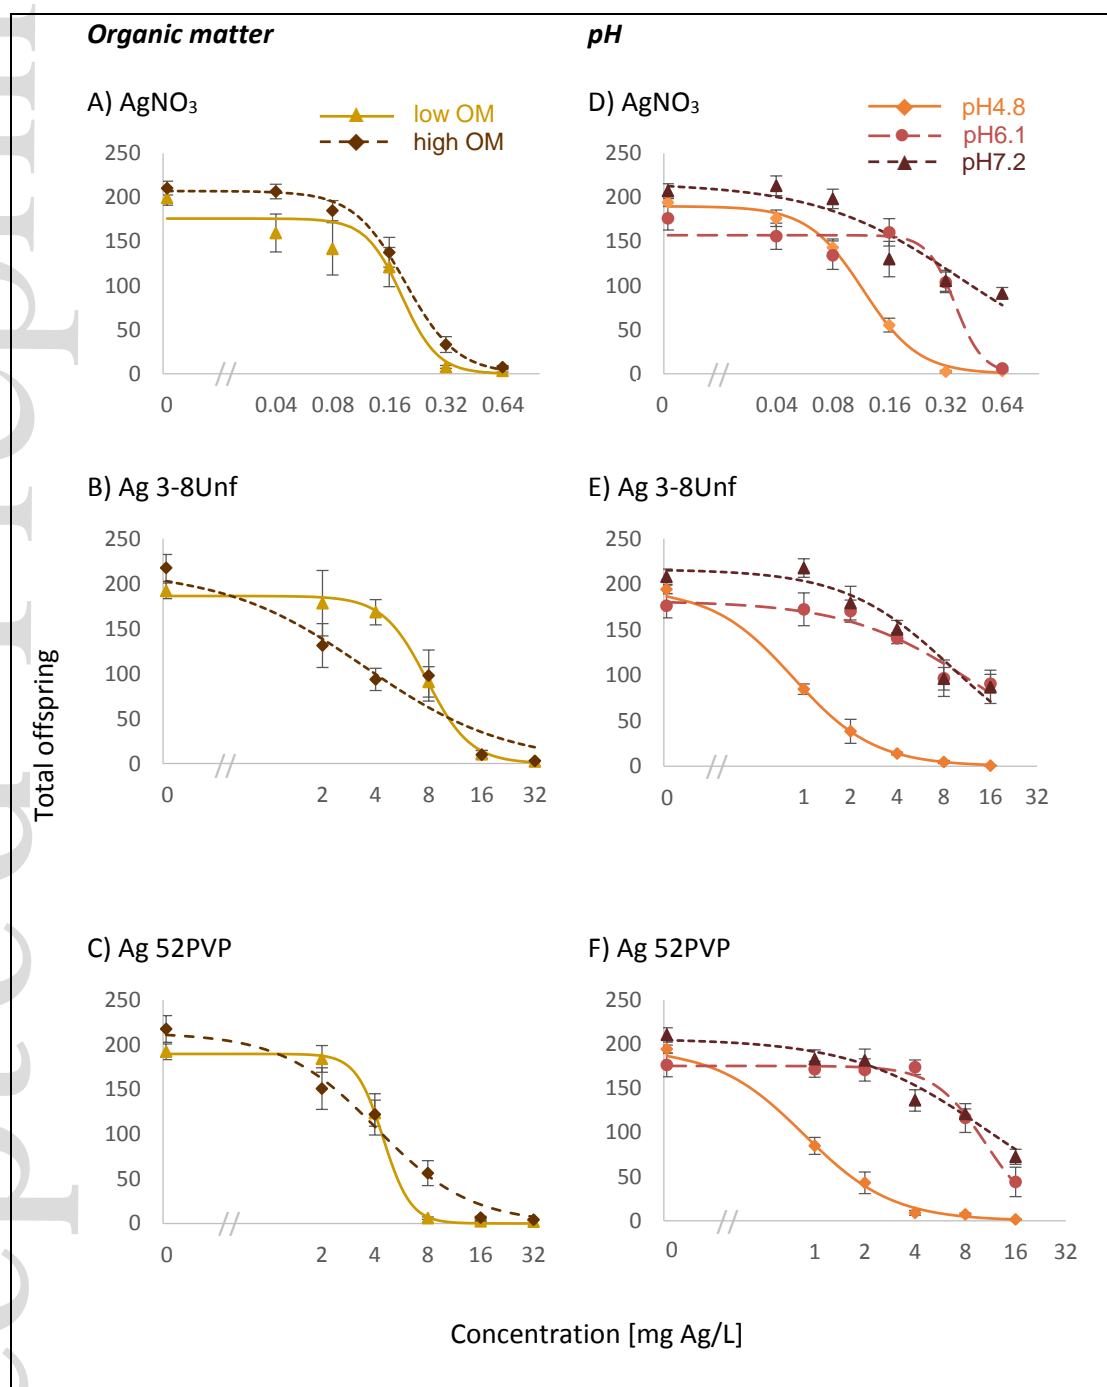 Organic matter
pH
A) AgNO₃
low OM
high OM
250
200
150
100
50
0
0 0.04 0.08 0.16 0.32 0.64
D) AgNO₃
pH4.8
pH6.1
pH7.2
250
200
150
100
50
0
0 0.04 0.08 0.16 0.32 0.64
B) Ag 3-8Unf
250
200
150
100
50
0
0 2 4 8 16 32
E) Ag 3-8Unf
250
200
150
100
50
0
0 1 2 4 8 16 32
Total offspring
C) Ag 52PVP
250
200
150
100
50
0
0 2 4 8 16 32
F) Ag 52PVP
250
200
150
100
50
0
0 1 2 4 8 16 32
Concentration [mg Ag/L]